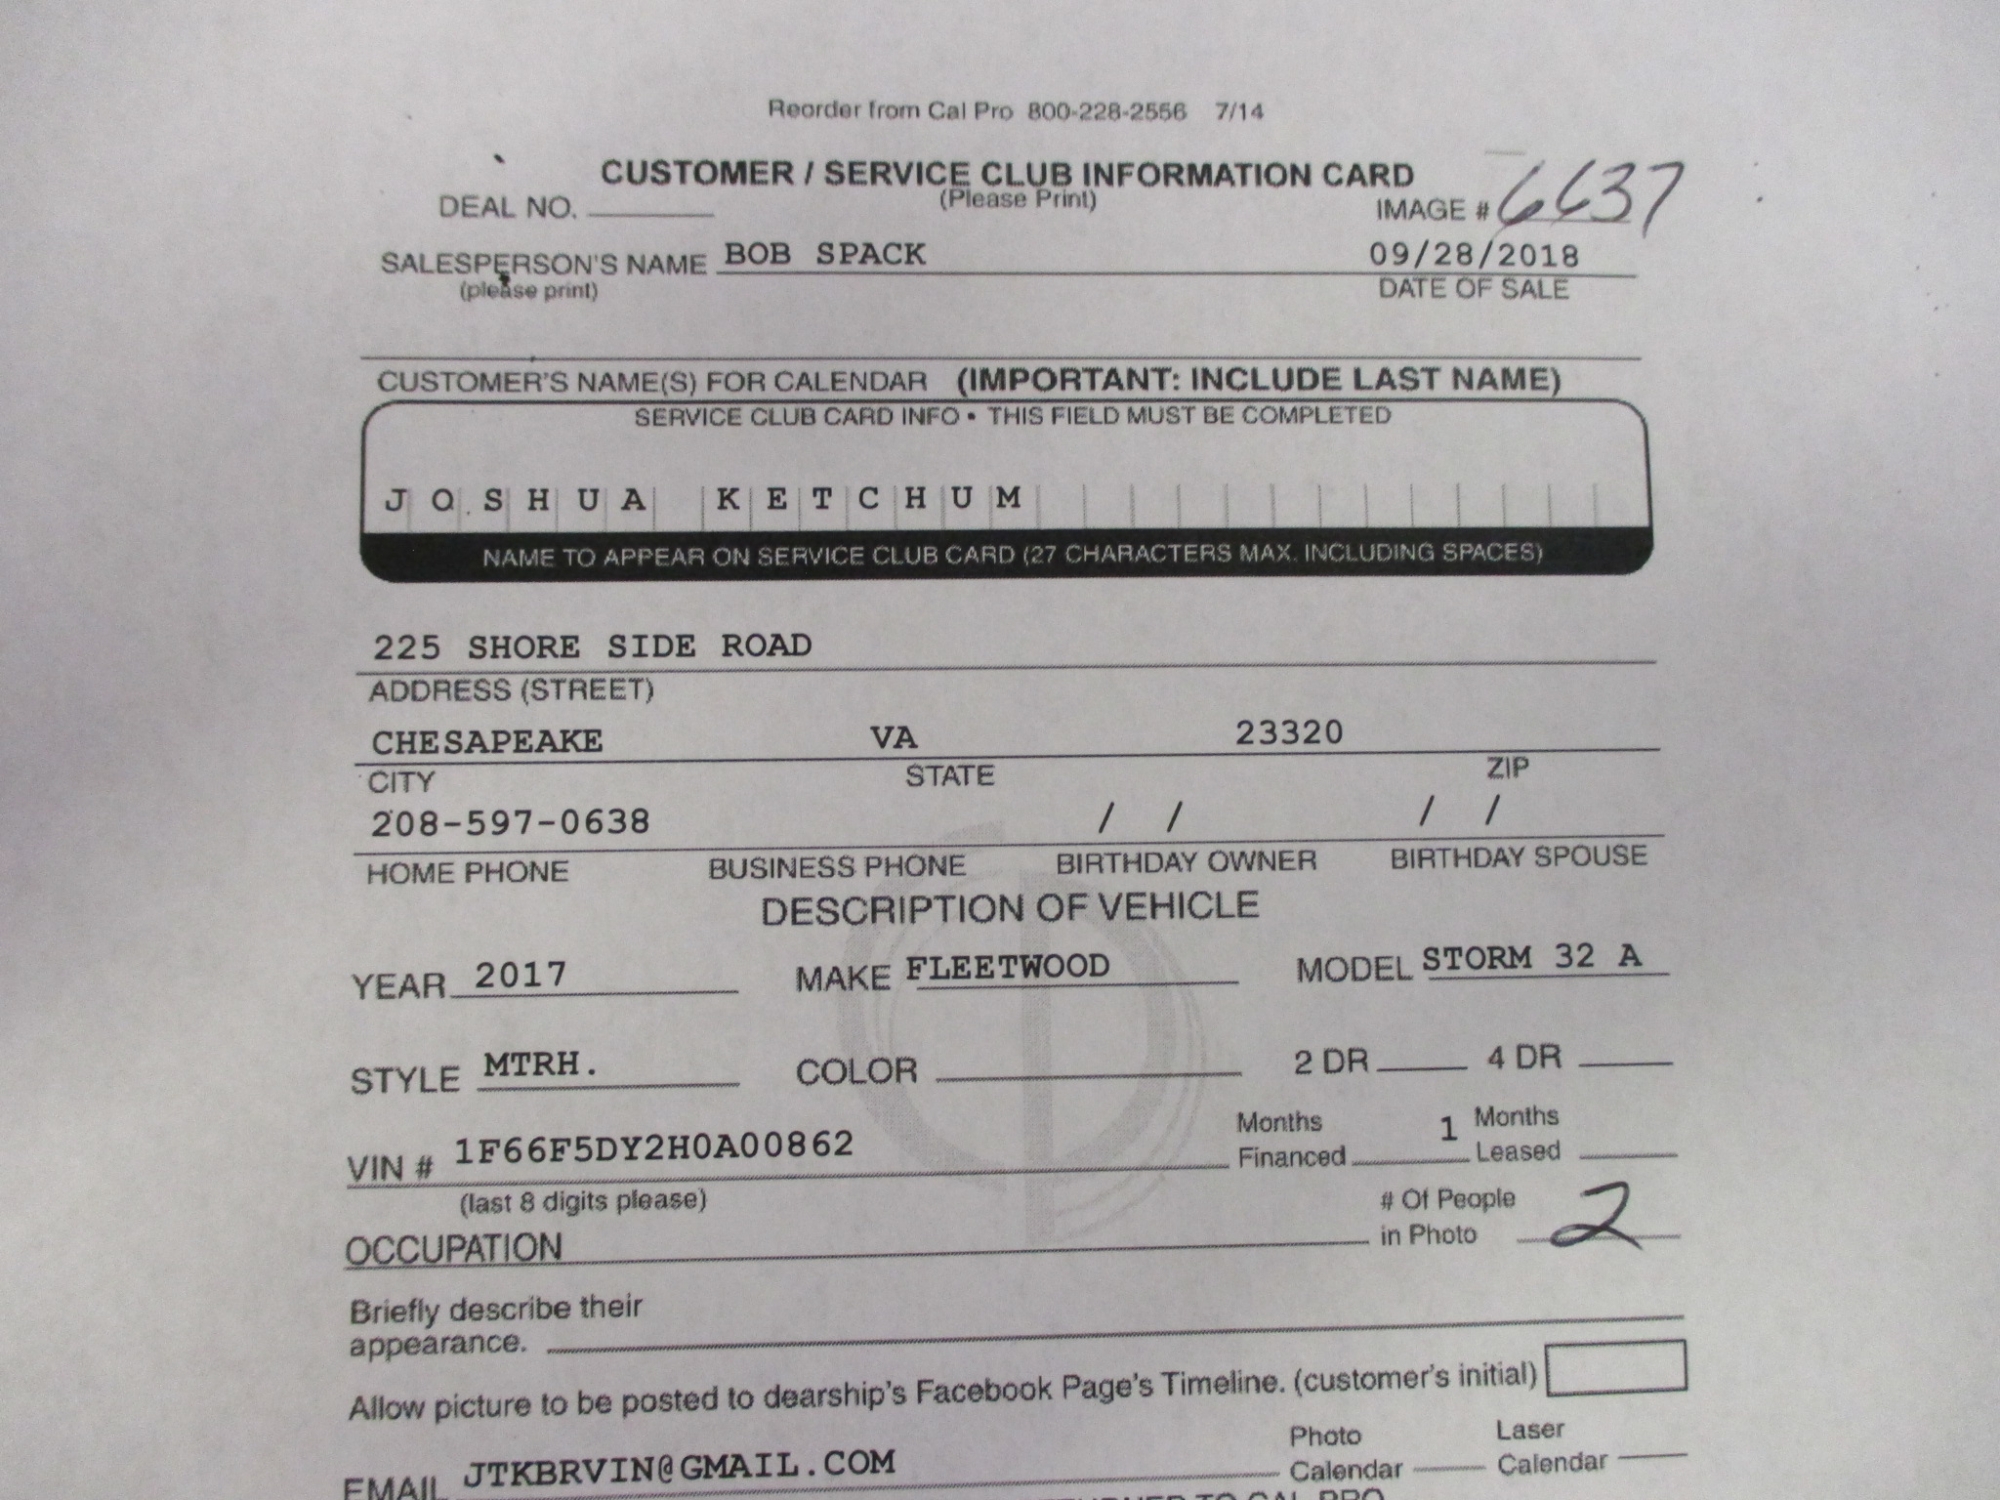 Reorder from Cal Pro 800-228-2556 7/14
CUSTOMER / SERVICE CLUB INFORMATION CARD
(Please Print)
DEAL NO.
IMAGE # 6637
SALESPERSON'S NAME BOB SPACK
09/28/2018
(please print)
DATE OF SALE
CUSTOMER'S NAME(S) FOR CALENDAR (IMPORTANT: INCLUDE LAST NAME)
SERVICE CLUB CARD INFO • THIS FIELD MUST BE COMPLETED
JOSHUA KETCHUM
NAME TO APPEAR ON SERVICE CLUB CARD (27 CHARACTERS MAX. INCLUDING SPACES)
225 SHORE SIDE ROAD
ADDRESS (STREET)
CHESAPEAKE VA 23320
CITY STATE ZIP
208-597-0638 / / / /
HOME PHONE BUSINESS PHONE BIRTHDAY OWNER BIRTHDAY SPOUSE
DESCRIPTION OF VEHICLE
YEAR 2017 MAKE FLEETWOOD MODEL STORM 32 A
STYLE MTRH. COLOR 2 DR 4 DR
VIN # 1F66F5DY2H0A00862
Months Financed 1 Months Leased
(last 8 digits please)
# Of People in Photo 2
OCCUPATION
Briefly describe their
appearance.
Allow picture to be posted to dearship's Facebook Page's Timeline. (customer's initial)
EMAIL JTKBRVIN@GMAIL.COM
Photo Calendar Laser Calendar